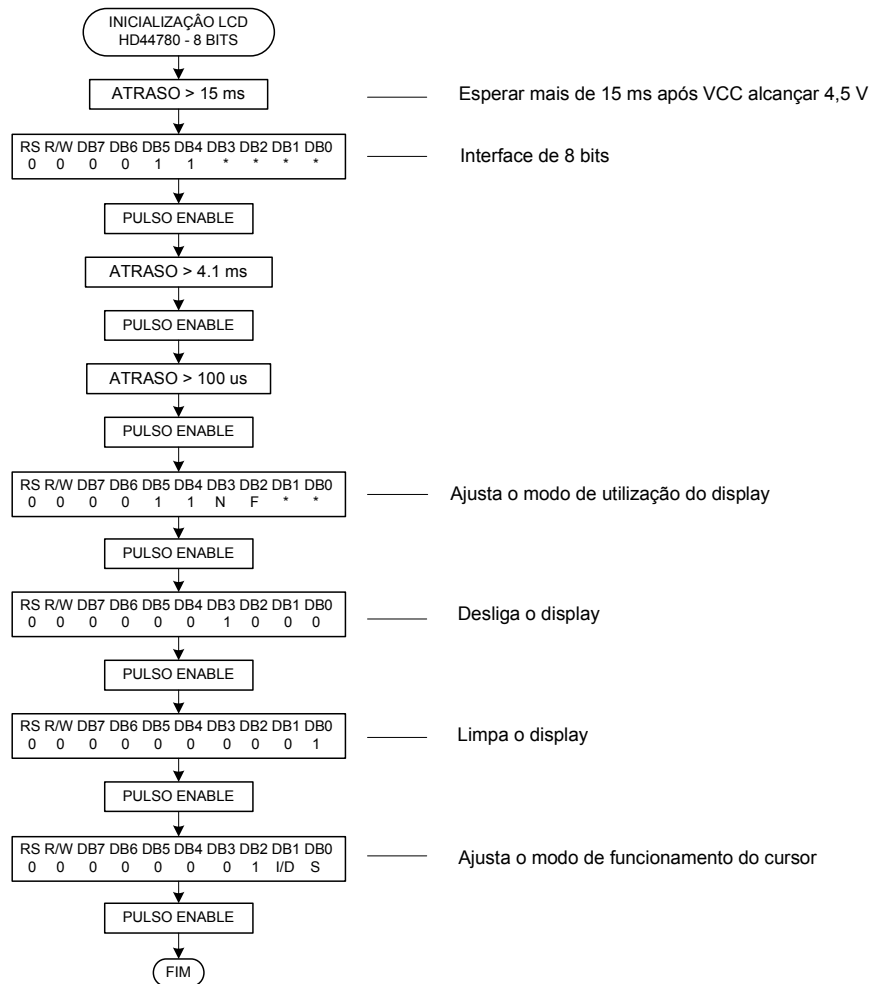 INICIALIZAÇÂO LCD
HD44780 - 8 BITS
ATRASO > 15 ms
Esperar mais de 15 ms após VCC alcançar 4,5 V
RS R/W DB7 DB6 DB5 DB4 DB3 DB2 DB1 DB0
0 0 0 0 1 1 * * * *
Interface de 8 bits
PULSO ENABLE
ATRASO > 4.1 ms
PULSO ENABLE
ATRASO > 100 us
PULSO ENABLE
RS R/W DB7 DB6 DB5 DB4 DB3 DB2 DB1 DB0
0 0 0 0 1 1 N F * *
Ajusta o modo de utilização do display
PULSO ENABLE
RS R/W DB7 DB6 DB5 DB4 DB3 DB2 DB1 DB0
0 0 0 0 0 0 1 0 0 0
Desliga o display
PULSO ENABLE
RS R/W DB7 DB6 DB5 DB4 DB3 DB2 DB1 DB0
0 0 0 0 0 0 0 0 0 1
Limpa o display
PULSO ENABLE
RS R/W DB7 DB6 DB5 DB4 DB3 DB2 DB1 DB0
0 0 0 0 0 0 0 1 I/D S
Ajusta o modo de funcionamento do cursor
PULSO ENABLE
FIM